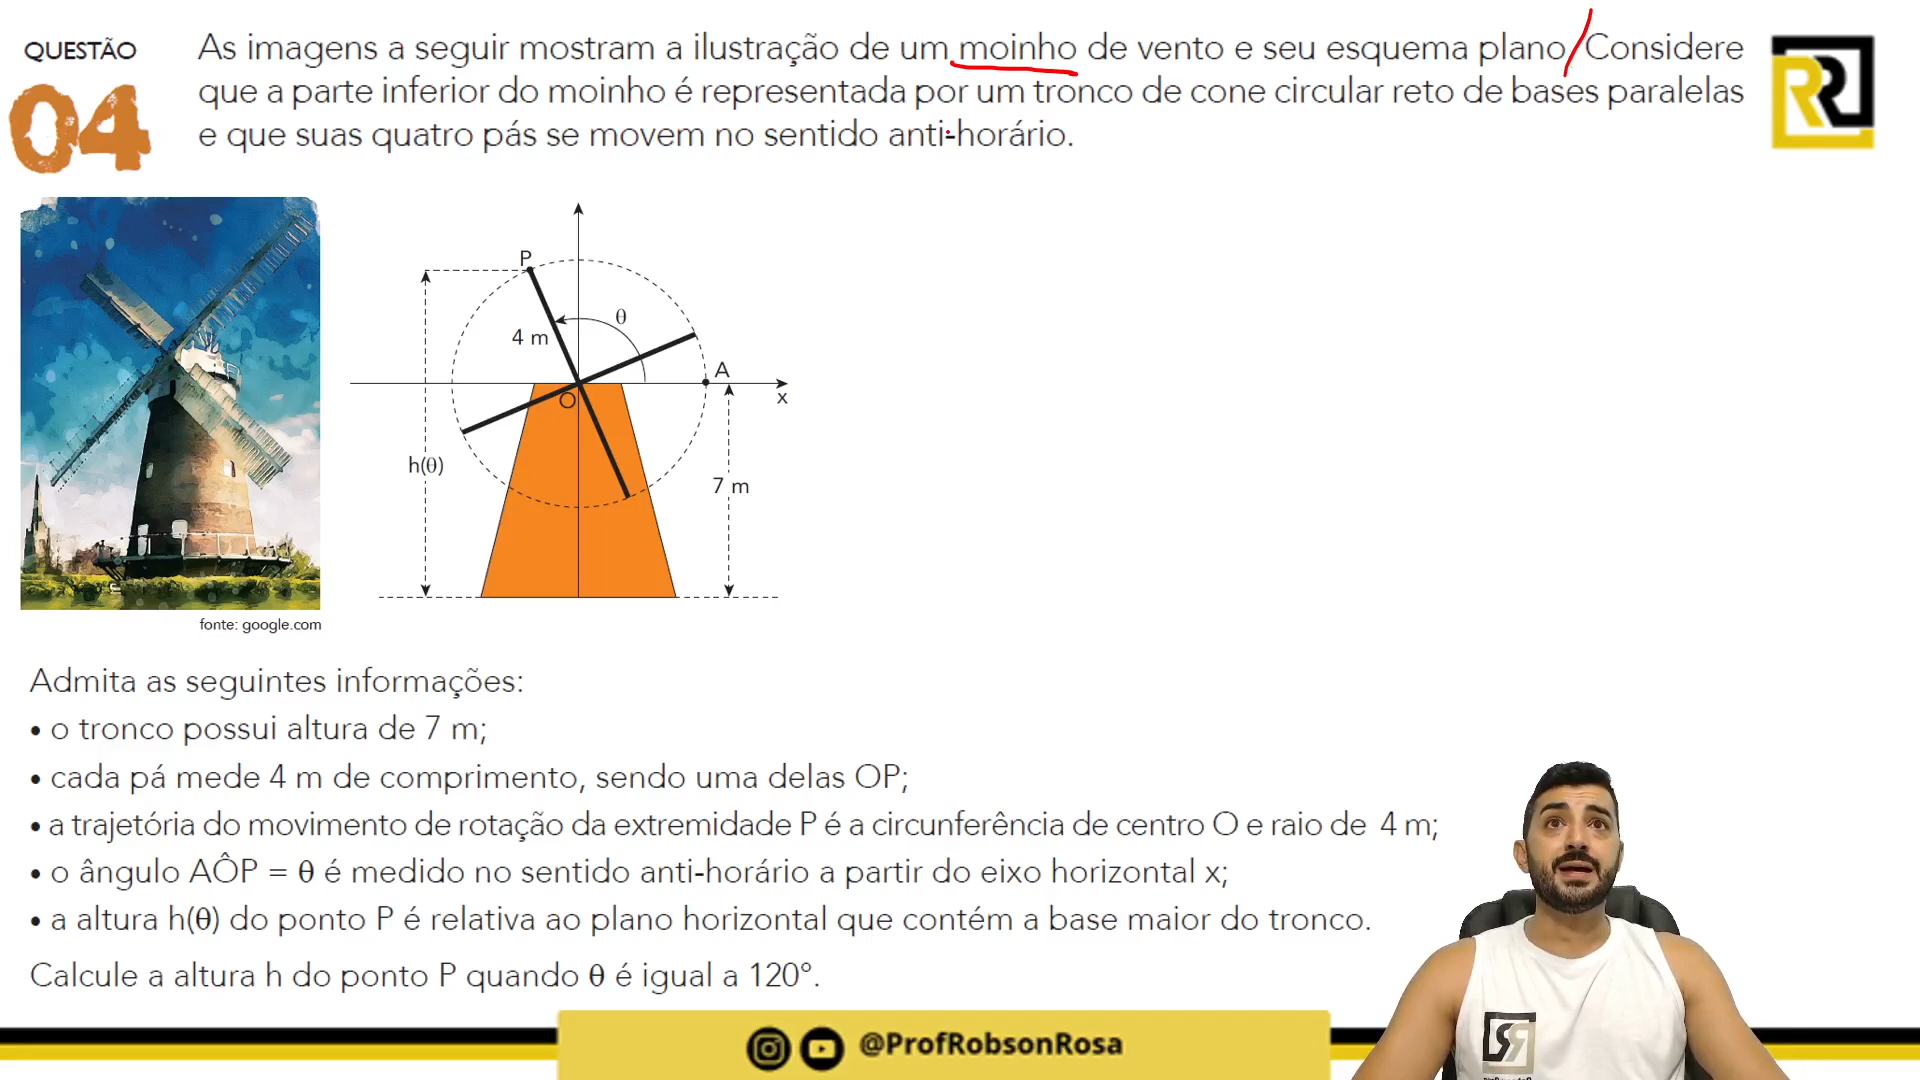 QUESTÃO
04
As imagens a seguir mostram a ilustração de um moinho de vento e seu esquema plano. Considere
que a parte inferior do moinho é representada por um tronco de cone circular reto de bases paralelas
e que suas quatro pás se movem no sentido anti-horário.
P
θ
4 m
A
x
O
h(θ)
7 m
fonte: google.com
Admita as seguintes informações:
• o tronco possui altura de 7 m;
• cada pá mede 4 m de comprimento, sendo uma delas OP;
• a trajetória do movimento de rotação da extremidade P é a circunferência de centro O e raio de 4 m;
• o ângulo AÔP = θ é medido no sentido anti-horário a partir do eixo horizontal x;
• a altura h(θ) do ponto P é relativa ao plano horizontal que contém a base maior do tronco.
Calcule a altura h do ponto P quando θ é igual a 120°.
@ProfRobsonRosa